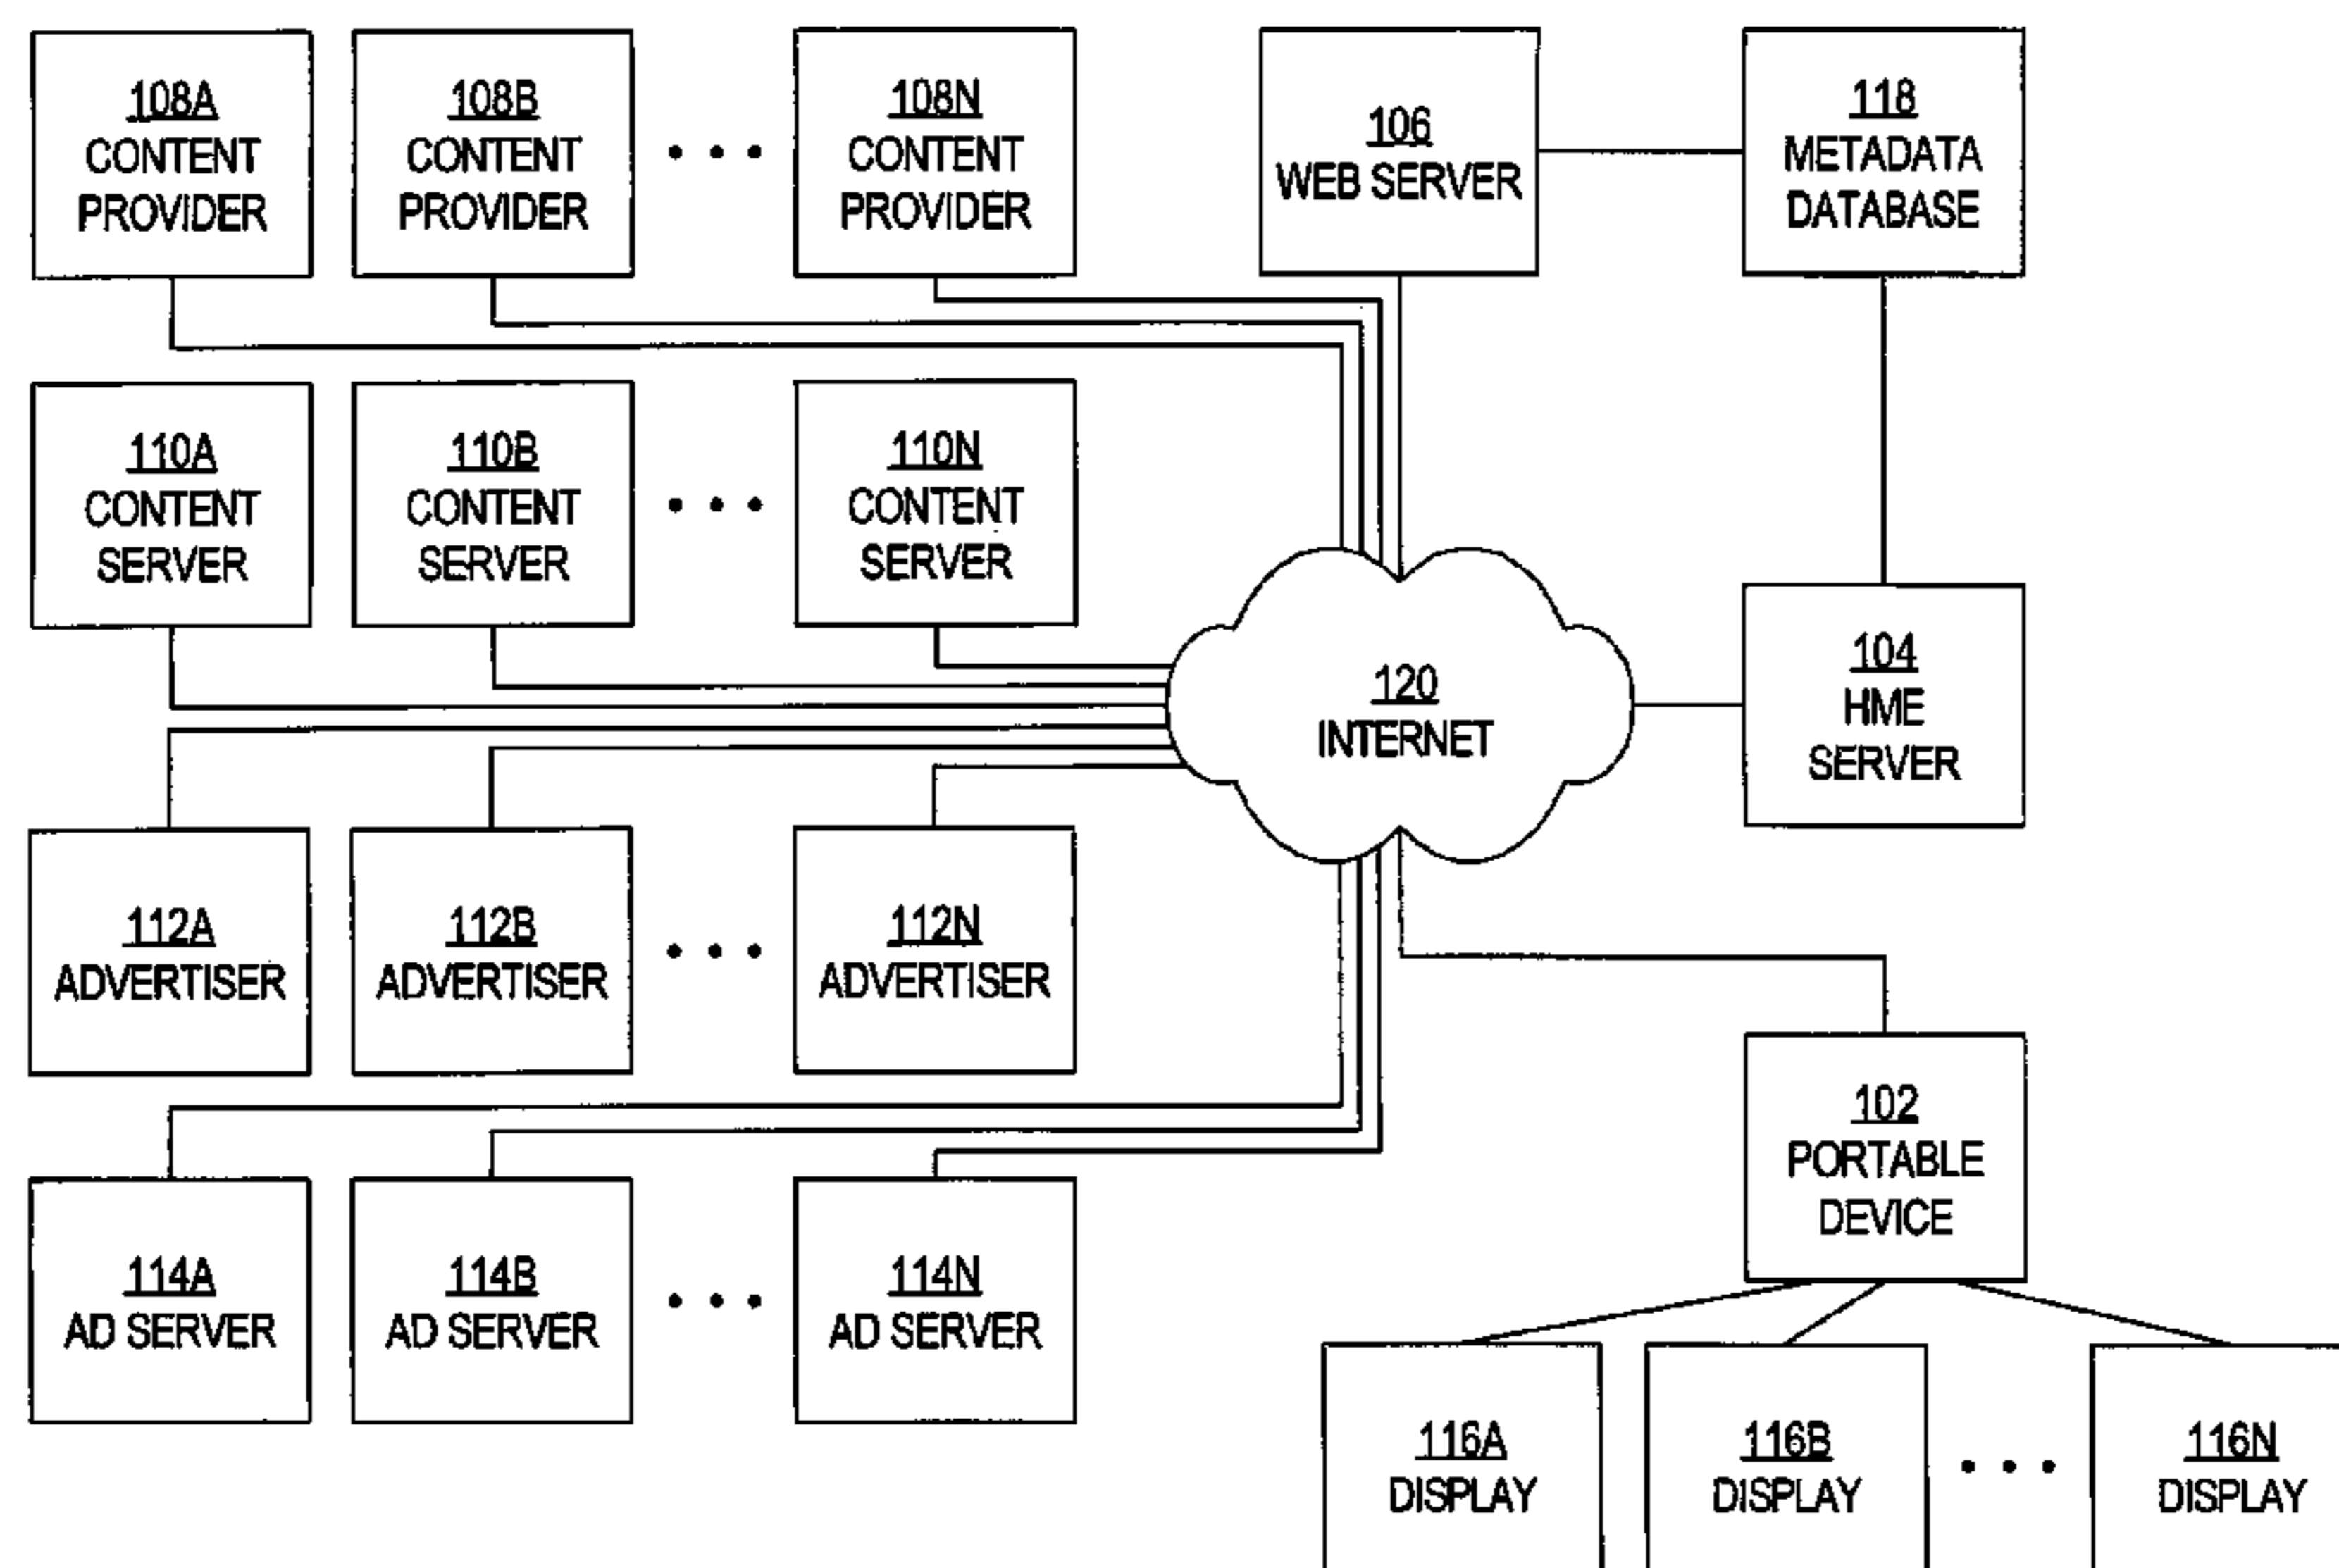 108A
CONTENT
PROVIDER
108B
CONTENT
PROVIDER
108N
CONTENT
PROVIDER
106
WEB SERVER
118
METADATA
DATABASE
110A
CONTENT
SERVER
110B
CONTENT
SERVER
110N
CONTENT
SERVER
120
INTERNET
104
HME
SERVER
112A
ADVERTISER
112B
ADVERTISER
112N
ADVERTISER
102
PORTABLE
DEVICE
114A
AD SERVER
114B
AD SERVER
114N
AD SERVER
116A
DISPLAY
116B
DISPLAY
116N
DISPLAY